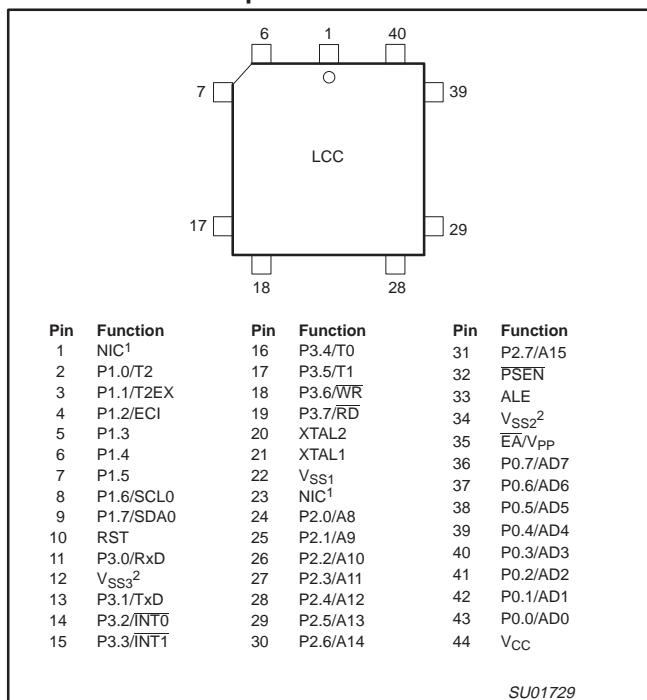 6 1 40
7 39
LCC
17 29
18 28
Pin Function Pin Function Pin Function
1 NIC1 16 P3.4/T0 31 P2.7/A15
2 P1.0/T2 17 P3.5/T1 32 PSEN
3 P1.1/T2EX 18 P3.6/WR 33 ALE
4 P1.2/ECI 19 P3.7/RD 34 VSS22
5 P1.3 20 XTAL2 35 EA/VPP
6 P1.4 21 XTAL1 36 P0.7/AD7
7 P1.5 22 VSS1 37 P0.6/AD6
8 P1.6/SCL0 23 NIC1 38 P0.5/AD5
9 P1.7/SDA0 24 P2.0/A8 39 P0.4/AD4
10 RST 25 P2.1/A9 40 P0.3/AD3
11 P3.0/RxD 26 P2.2/A10 41 P0.2/AD2
12 VSS32 27 P2.3/A11 42 P0.1/AD1
13 P3.1/TxD 28 P2.4/A12 43 P0.0/AD0
14 P3.2/INT0 29 P2.5/A13 44 VCC
15 P3.3/INT1 30 P2.6/A14
SU01729